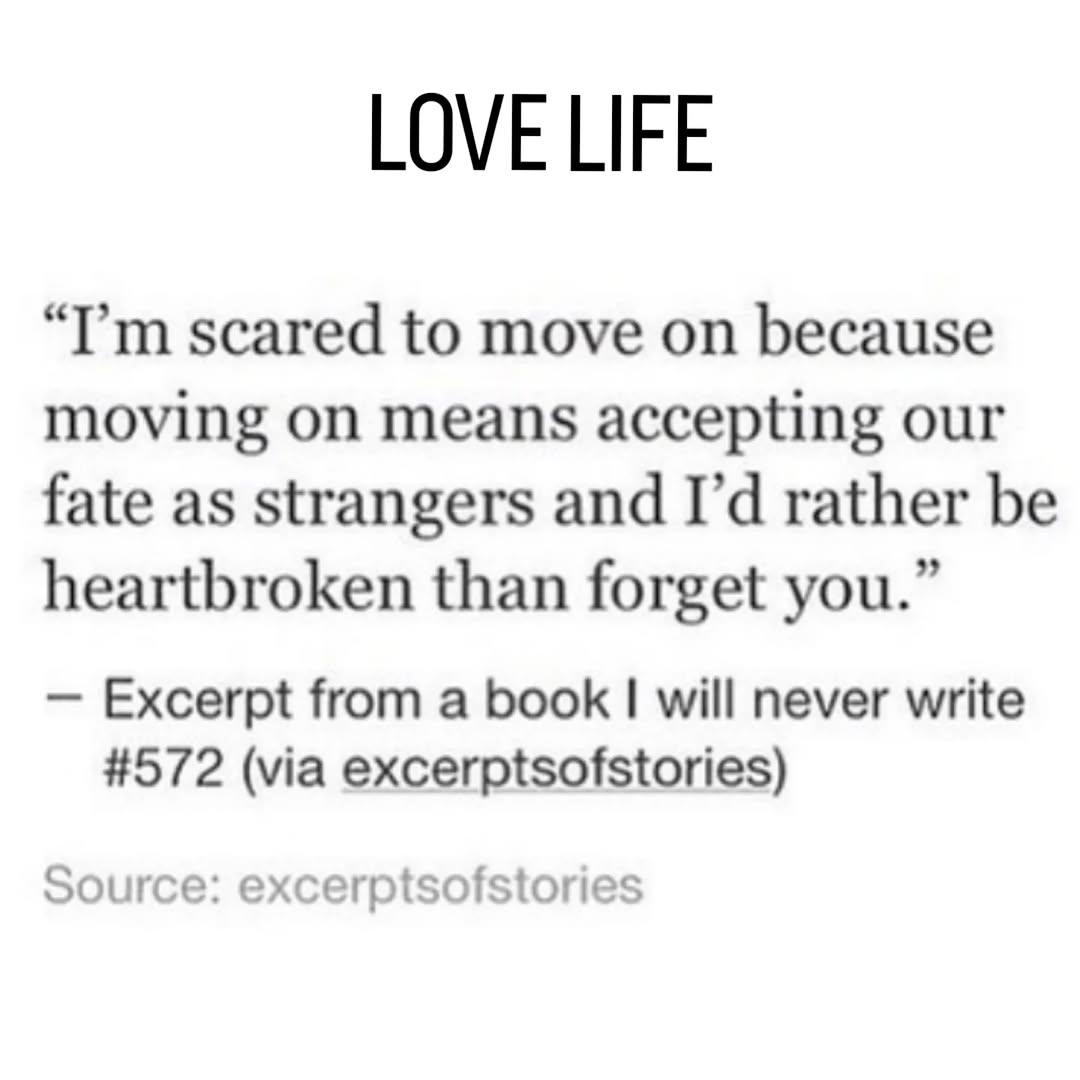 LOVE LIFE
“I’m scared to move on because
moving on means accepting our
fate as strangers and I’d rather be
heartbroken than forget you.”
— Excerpt from a book I will never write
#572 (via excerptsofstories)
Source: excerptsofstories